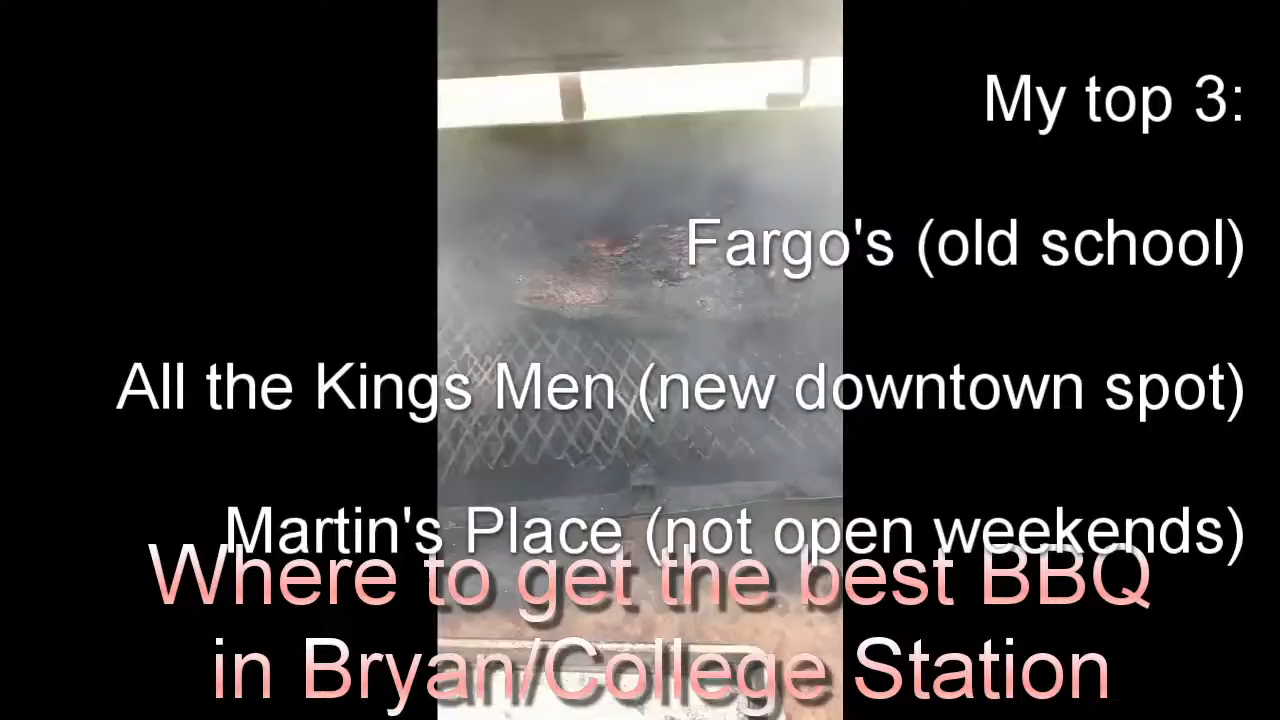 My top 3:
Fargo's (old school)
All the Kings Men (new downtown spot)
Martin's Place (not open weekends)
Where to get the best BBQ
in Bryan/College Station